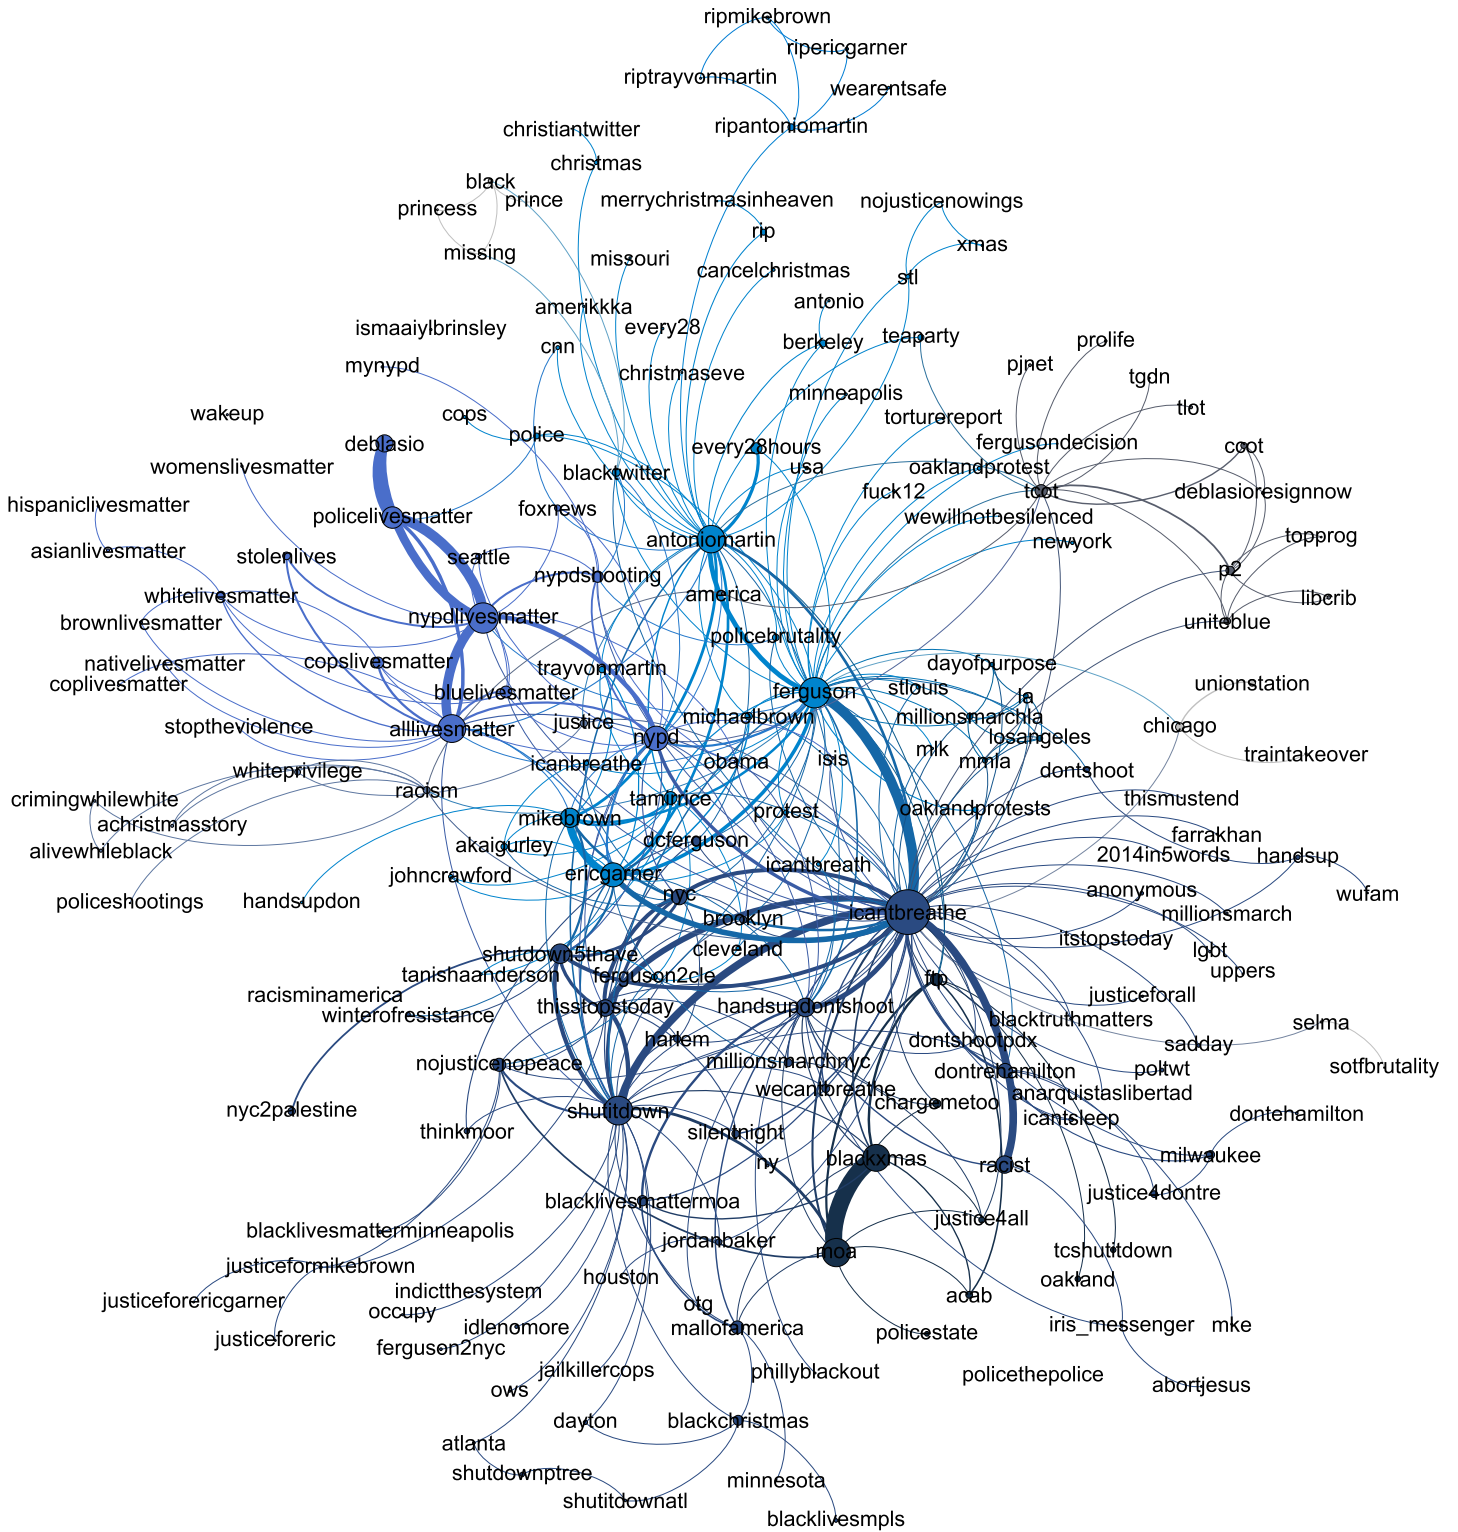 ripmikebrown
ripericgarner
riptrayvonmartin
wearentsafe
ripantoniomartin
christiantwitter
christmas
black
prince
princess
merrychristmasinheaven
nojusticenowings
rip
xmas
missing
missouri
cancelchristmas
stl
antonio
amerikkka
ismaaiylbrinsley
every28
berkeley
teaparty
prolife
cnn
mynypd
christmaseve
pjnet
tgdn
minneapolis
tlot
wakeup
cops
torturereport
deblasio
police
every28hours
fergusondecision
ccot
womenslivesmatter
blacktwitter
usa
oaklandprotest
fuck12
tcot
deblasioresignnow
hispaniclivesmatter
foxnews
policelivesmatter
wewillnotbesilenced
topprog
antoniomartin
newyork
asianlivesmatter
stolenlives
seattle
nypdshooting
p2
whitelivesmatter
america
libcrib
nypdlivesmatter
brownlivesmatter
uniteblue
policebrutality
nativelivesmatter
copslivesmatter
trayvonmartin
dayofpurpose
coplivesmatter
bluelivesmatter
ferguson
stlouis
unionstation
la
stoptheviolence
alllivesmatter
justice
michaelbrown
millionsmarchla
chicago
nypd
losangeles
mlk
traintakeover
icanbreathe
obama
isis
mmla
whiteprivilege
dontshoot
racism
crimingwhilewhite
tamirrice
thismustend
achristmasstory
mikebrown
protest
oaklandprotests
farrakhan
alivewhileblack
akaigurley
dcferguson
2014in5words
handsup
icantbreath
johncrawford
ericgarner
anonymous
wufam
policeshootings
handsupdon
nyc
icantbreathe
millionsmarch
brooklyn
itstopstoday
cleveland
lgbt
shutdown5thave
tanishaanderson
ferguson2cle
uppers
racisminamerica
justiceforall
winterofresistance
thisstopstoday
handsupdontshoot
blacktruthmatters
selma
harlem
dontshootpdx
sadday
nojusticenopeace
millionsmarchnyc
sotfbrutality
dontrehamilton
poltwt
wecantbreathe
anarquistaslibertad
nyc2palestine
shutitdown
chargemetoo
icantsleep
dontehamilton
thinkmoor
silentnight
ny
blackxmas
racist
milwaukee
justice4dontre
blacklivesmattermoa
blacklivesmatterminneapolis
justice4all
jordanbaker
moa
tcshutitdown
justiceformikebrown
houston
oakland
indictthesystem
acab
justiceforericgarner
occupy
otg
idlenomore
mallofamerica
policestate
iris_messenger
mke
justiceforeric
ferguson2nyc
jailkillercops
phillyblackout
policethepolice
abortjesus
ows
dayton
blackchristmas
atlanta
shutdownptree
minnesota
shutitdownatl
blacklivesmpls